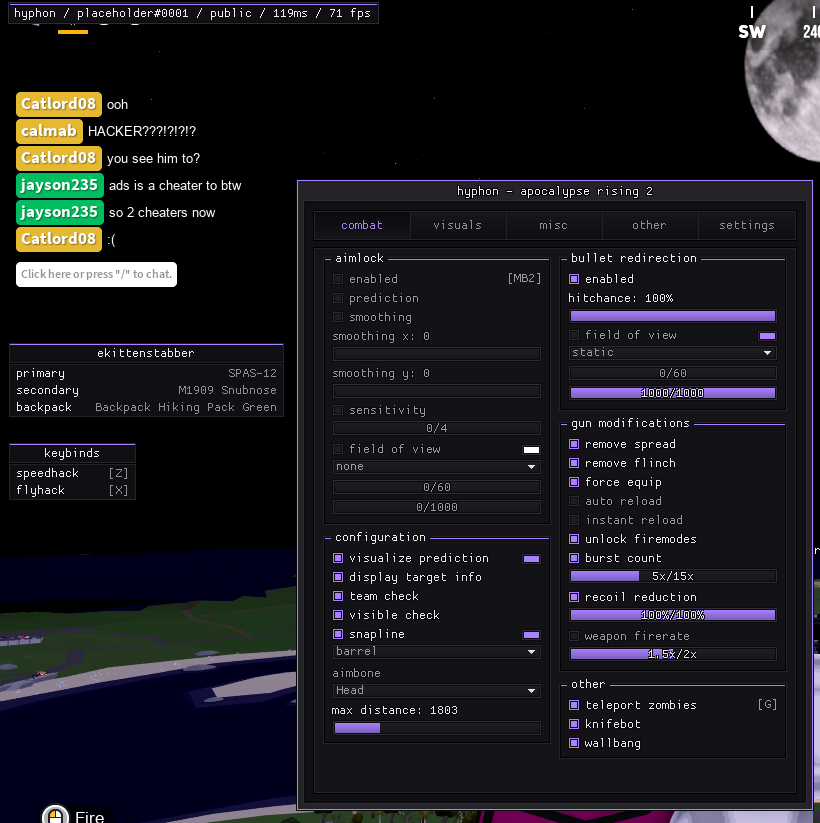 hyphon / placeholder#0001 / public / 119ms / 71 fps
SW
240
Catlord08 ooh
calmab HACKER???!?!?!?
Catlord08 you see him to?
jayson235 ads is a cheater to btw
jayson235 so 2 cheaters now
Catlord08 :(
Click here or press "/" to chat.
ekittenstabber
primary SPAS-12
secondary M1909 Snubnose
backpack Backpack Hiking Pack Green
keybinds
speedhack [Z]
flyhack [X]
hyphon - apocalypse rising 2
combat visuals misc other settings
aimlock
enabled [MB2]
prediction
smoothing
smoothing x: 0
smoothing y: 0
sensitivity
0/4
field of view
none
0/60
0/1000
configuration
visualize prediction
display target info
team check
visible check
snapline
barrel
aimbone
Head
max distance: 1803
bullet redirection
enabled
hitchance: 100%
field of view
static
0/60
1000/1000
gun modifications
remove spread
remove flinch
force equip
auto reload
instant reload
unlock firemodes
burst count
5x/15x
recoil reduction
100%/100%
weapon firerate
1.5x/2x
other
teleport zombies [G]
knifebot
wallbang
Fire